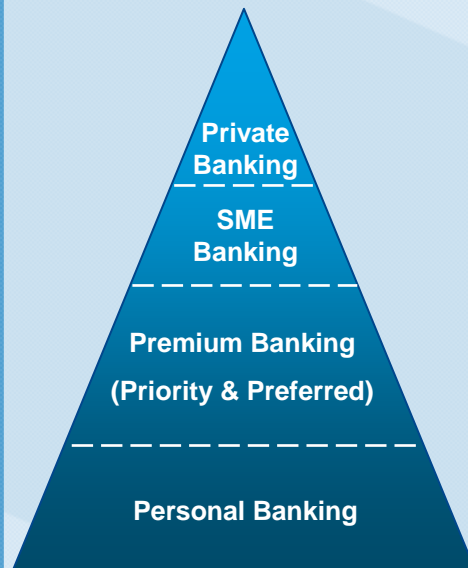 Private
Banking
SME
Banking
Premium Banking
(Priority & Preferred)
Personal Banking